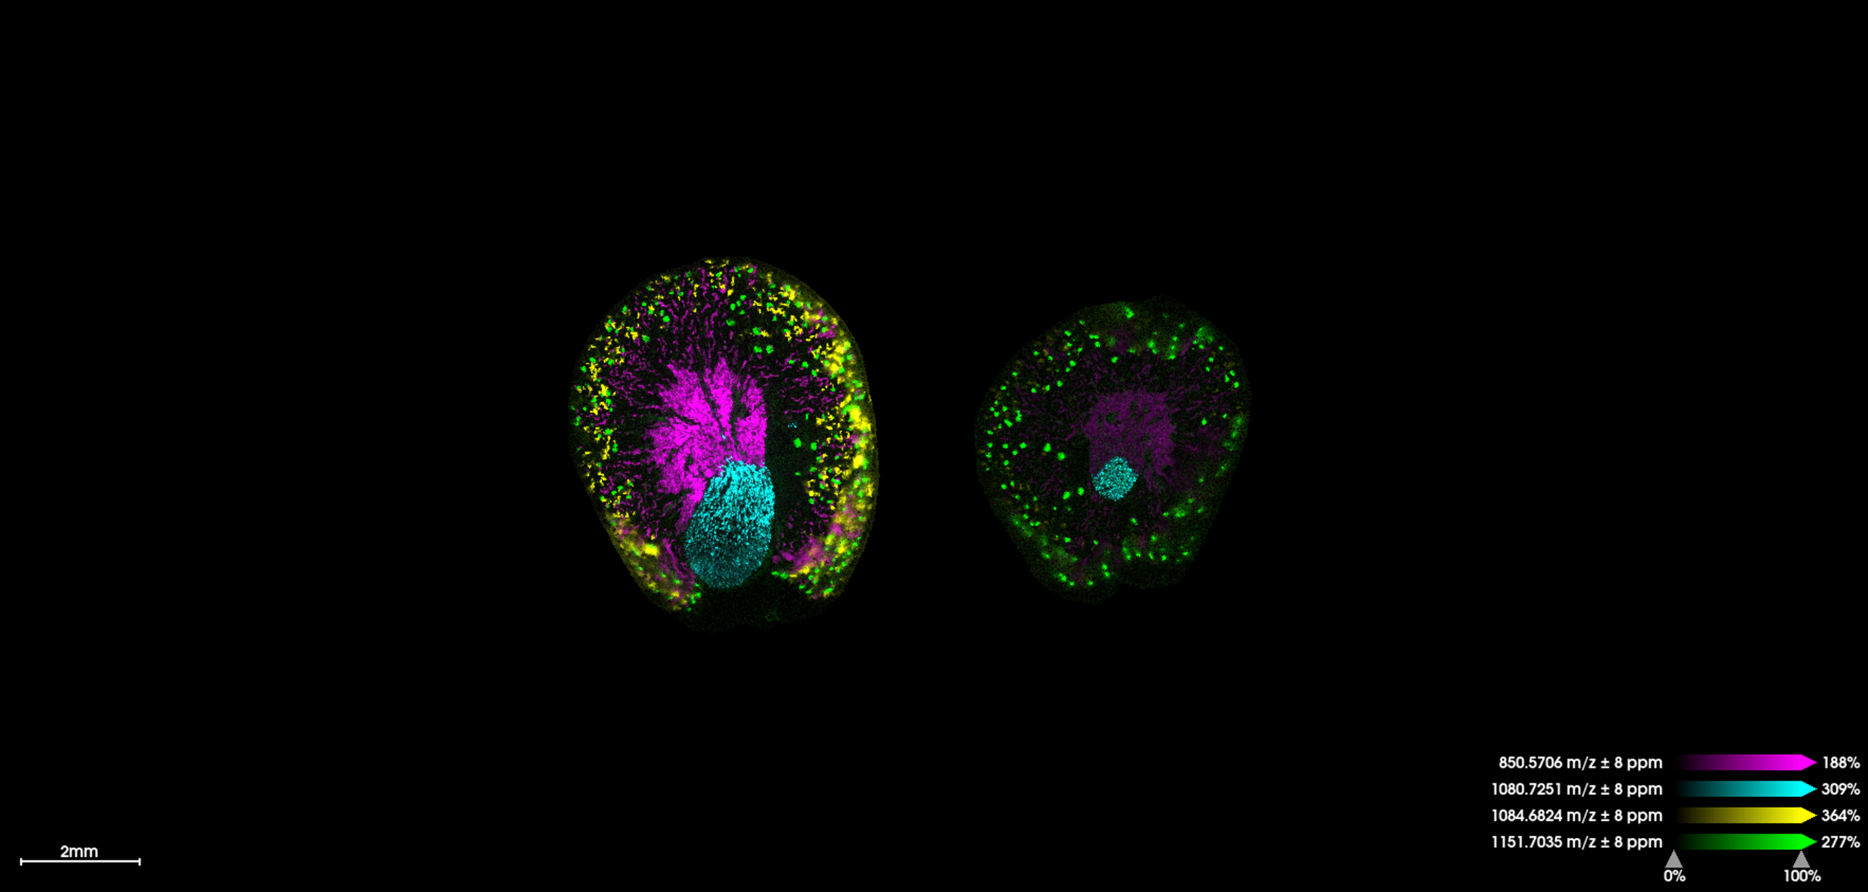 850.5706 m/z ± 8 ppm 188%
1080.7251 m/z ± 8 ppm 309%
1084.6824 m/z ± 8 ppm 364%
1151.7035 m/z ± 8 ppm 277%
0% 100%
2mm